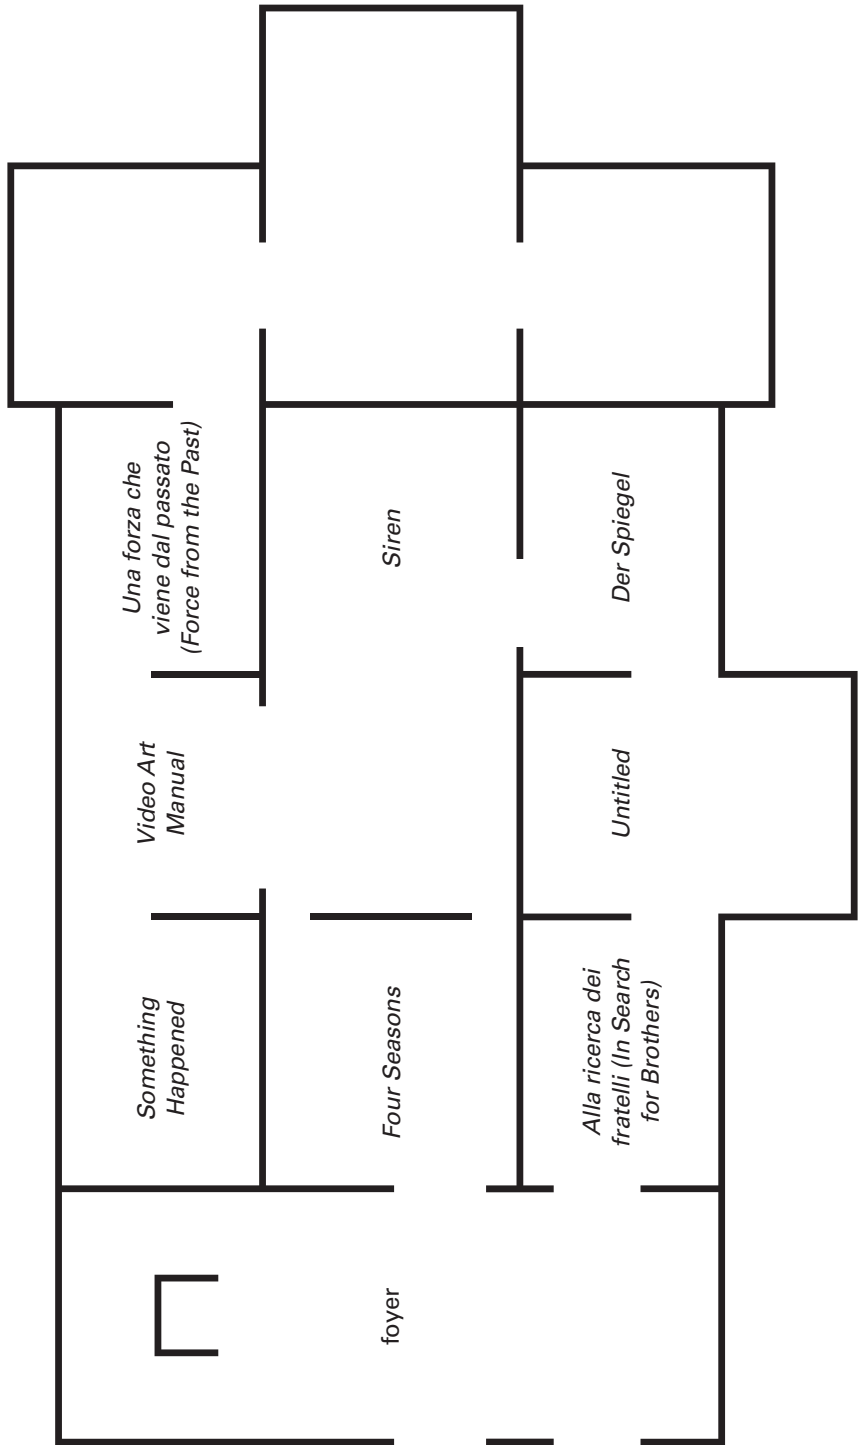 Una forza che
viene dal passato
(Force from the Past)
Siren
Der Spiegel
Video Art
Manual
Untitled
Something
Happened
Four Seasons
Alla ricerca dei
fratelli (In Search
for Brothers)
foyer